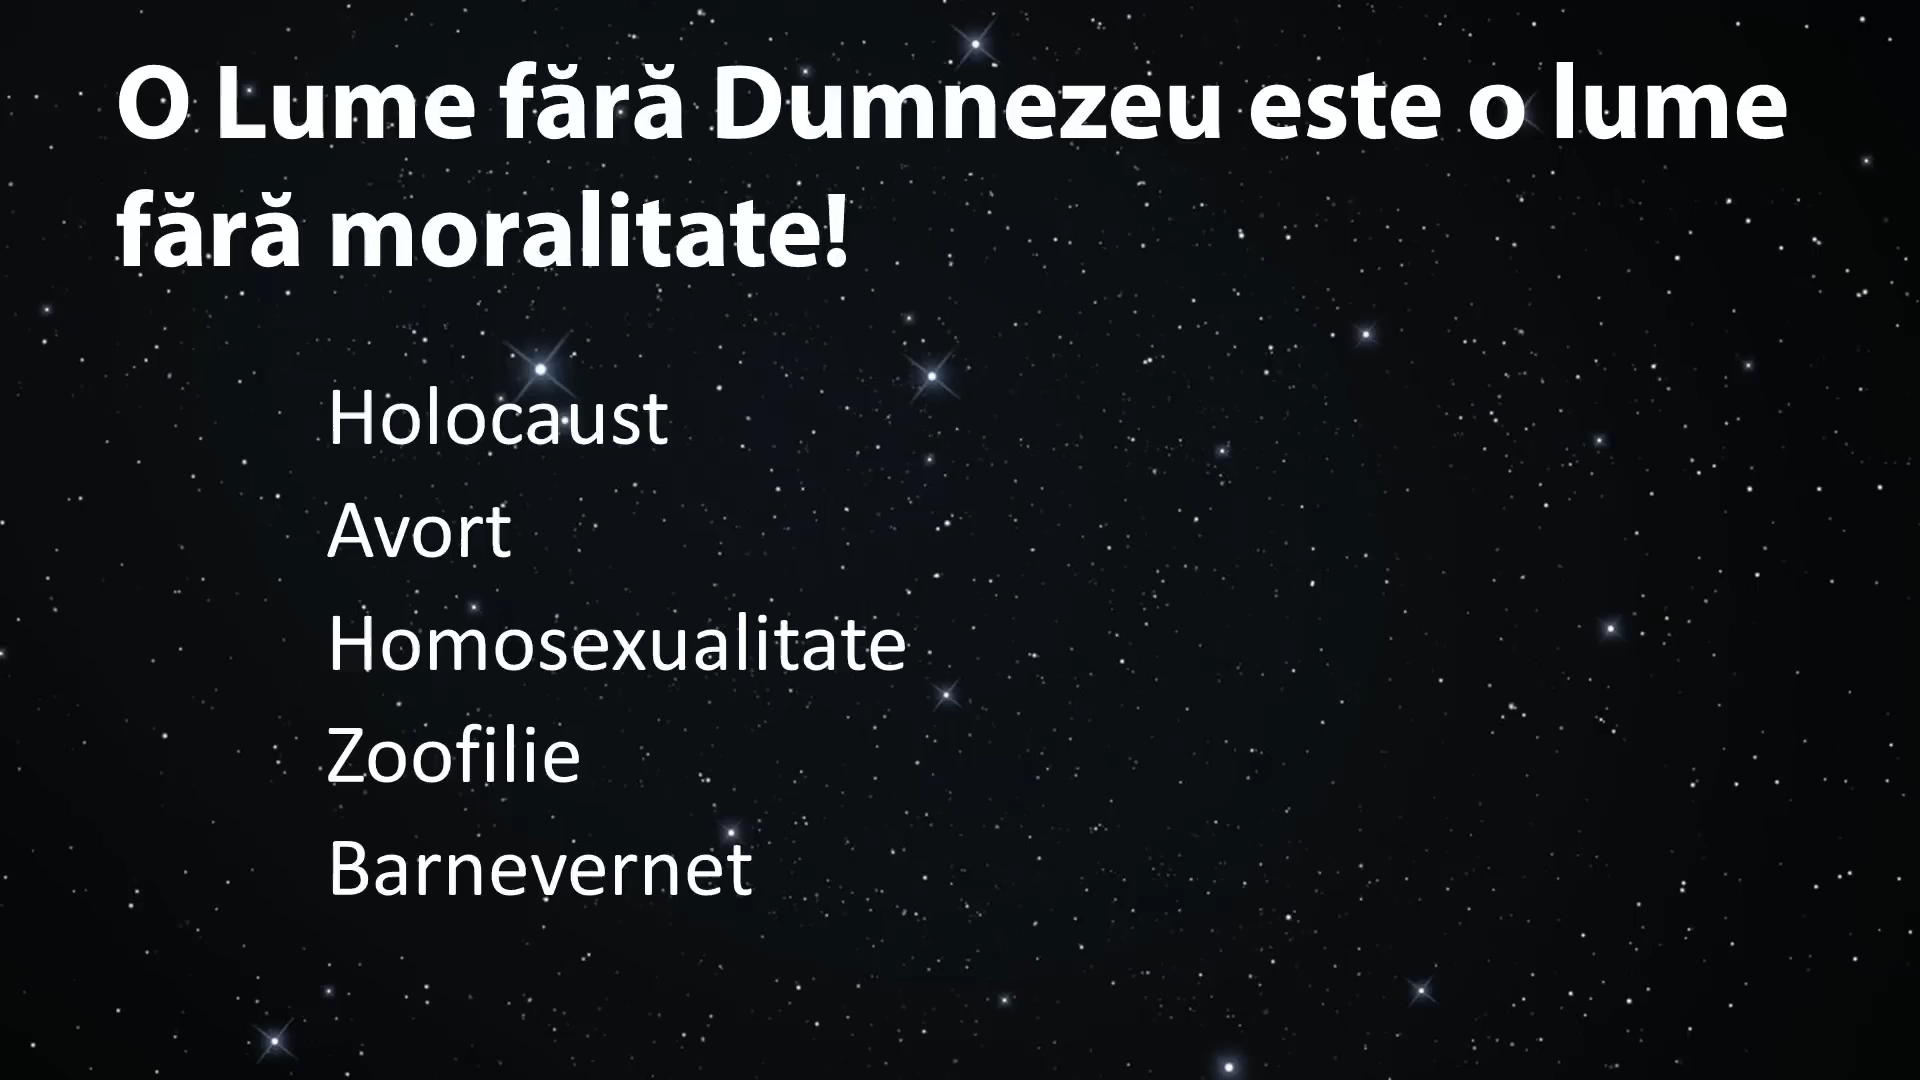 O Lume fără Dumnezeu este o lume
fără moralitate!
Holocaust
Avort
Homosexualitate
Zoofilie
Barnevernet